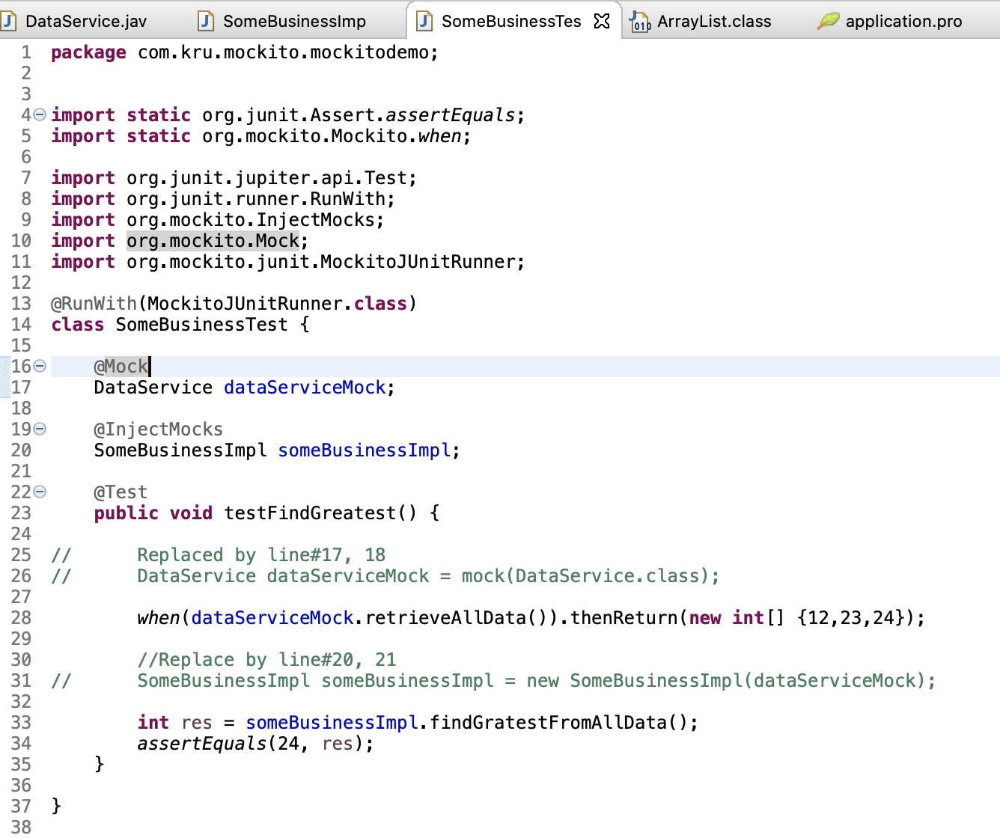 DataService.jav SomeBusinessImp SomeBusinessTes ArrayList.class application.pro
1 package com.kru.mockito.mockitodemo;
2
3
4 import static org.junit.Assert.assertEquals;
5 import static org.mockito.Mockito.when;
6
7 import org.junit.jupiter.api.Test;
8 import org.junit.runner.RunWith;
9 import org.mockito.InjectMocks;
10 import org.mockito.Mock;
11 import org.mockito.junit.MockitoJUnitRunner;
12
13 @RunWith(MockitoJUnitRunner.class)
14 class SomeBusinessTest {
15
16 @Mock
17 DataService dataServiceMock;
18
19 @InjectMocks
20 SomeBusinessImpl someBusinessImpl;
21
22 @Test
23 public void testFindGreatest() {
24
25 // Replaced by line#17, 18
26 // DataService dataServiceMock = mock(DataService.class);
27
28 when(dataServiceMock.retrieveAllData()).thenReturn(new int[] {12,23,24});
29
30 //Replace by line#20, 21
31 // SomeBusinessImpl someBusinessImpl = new SomeBusinessImpl(dataServiceMock);
32
33 int res = someBusinessImpl.findGratestFromAllData();
34 assertEquals(24, res);
35 }
36
37 }
38